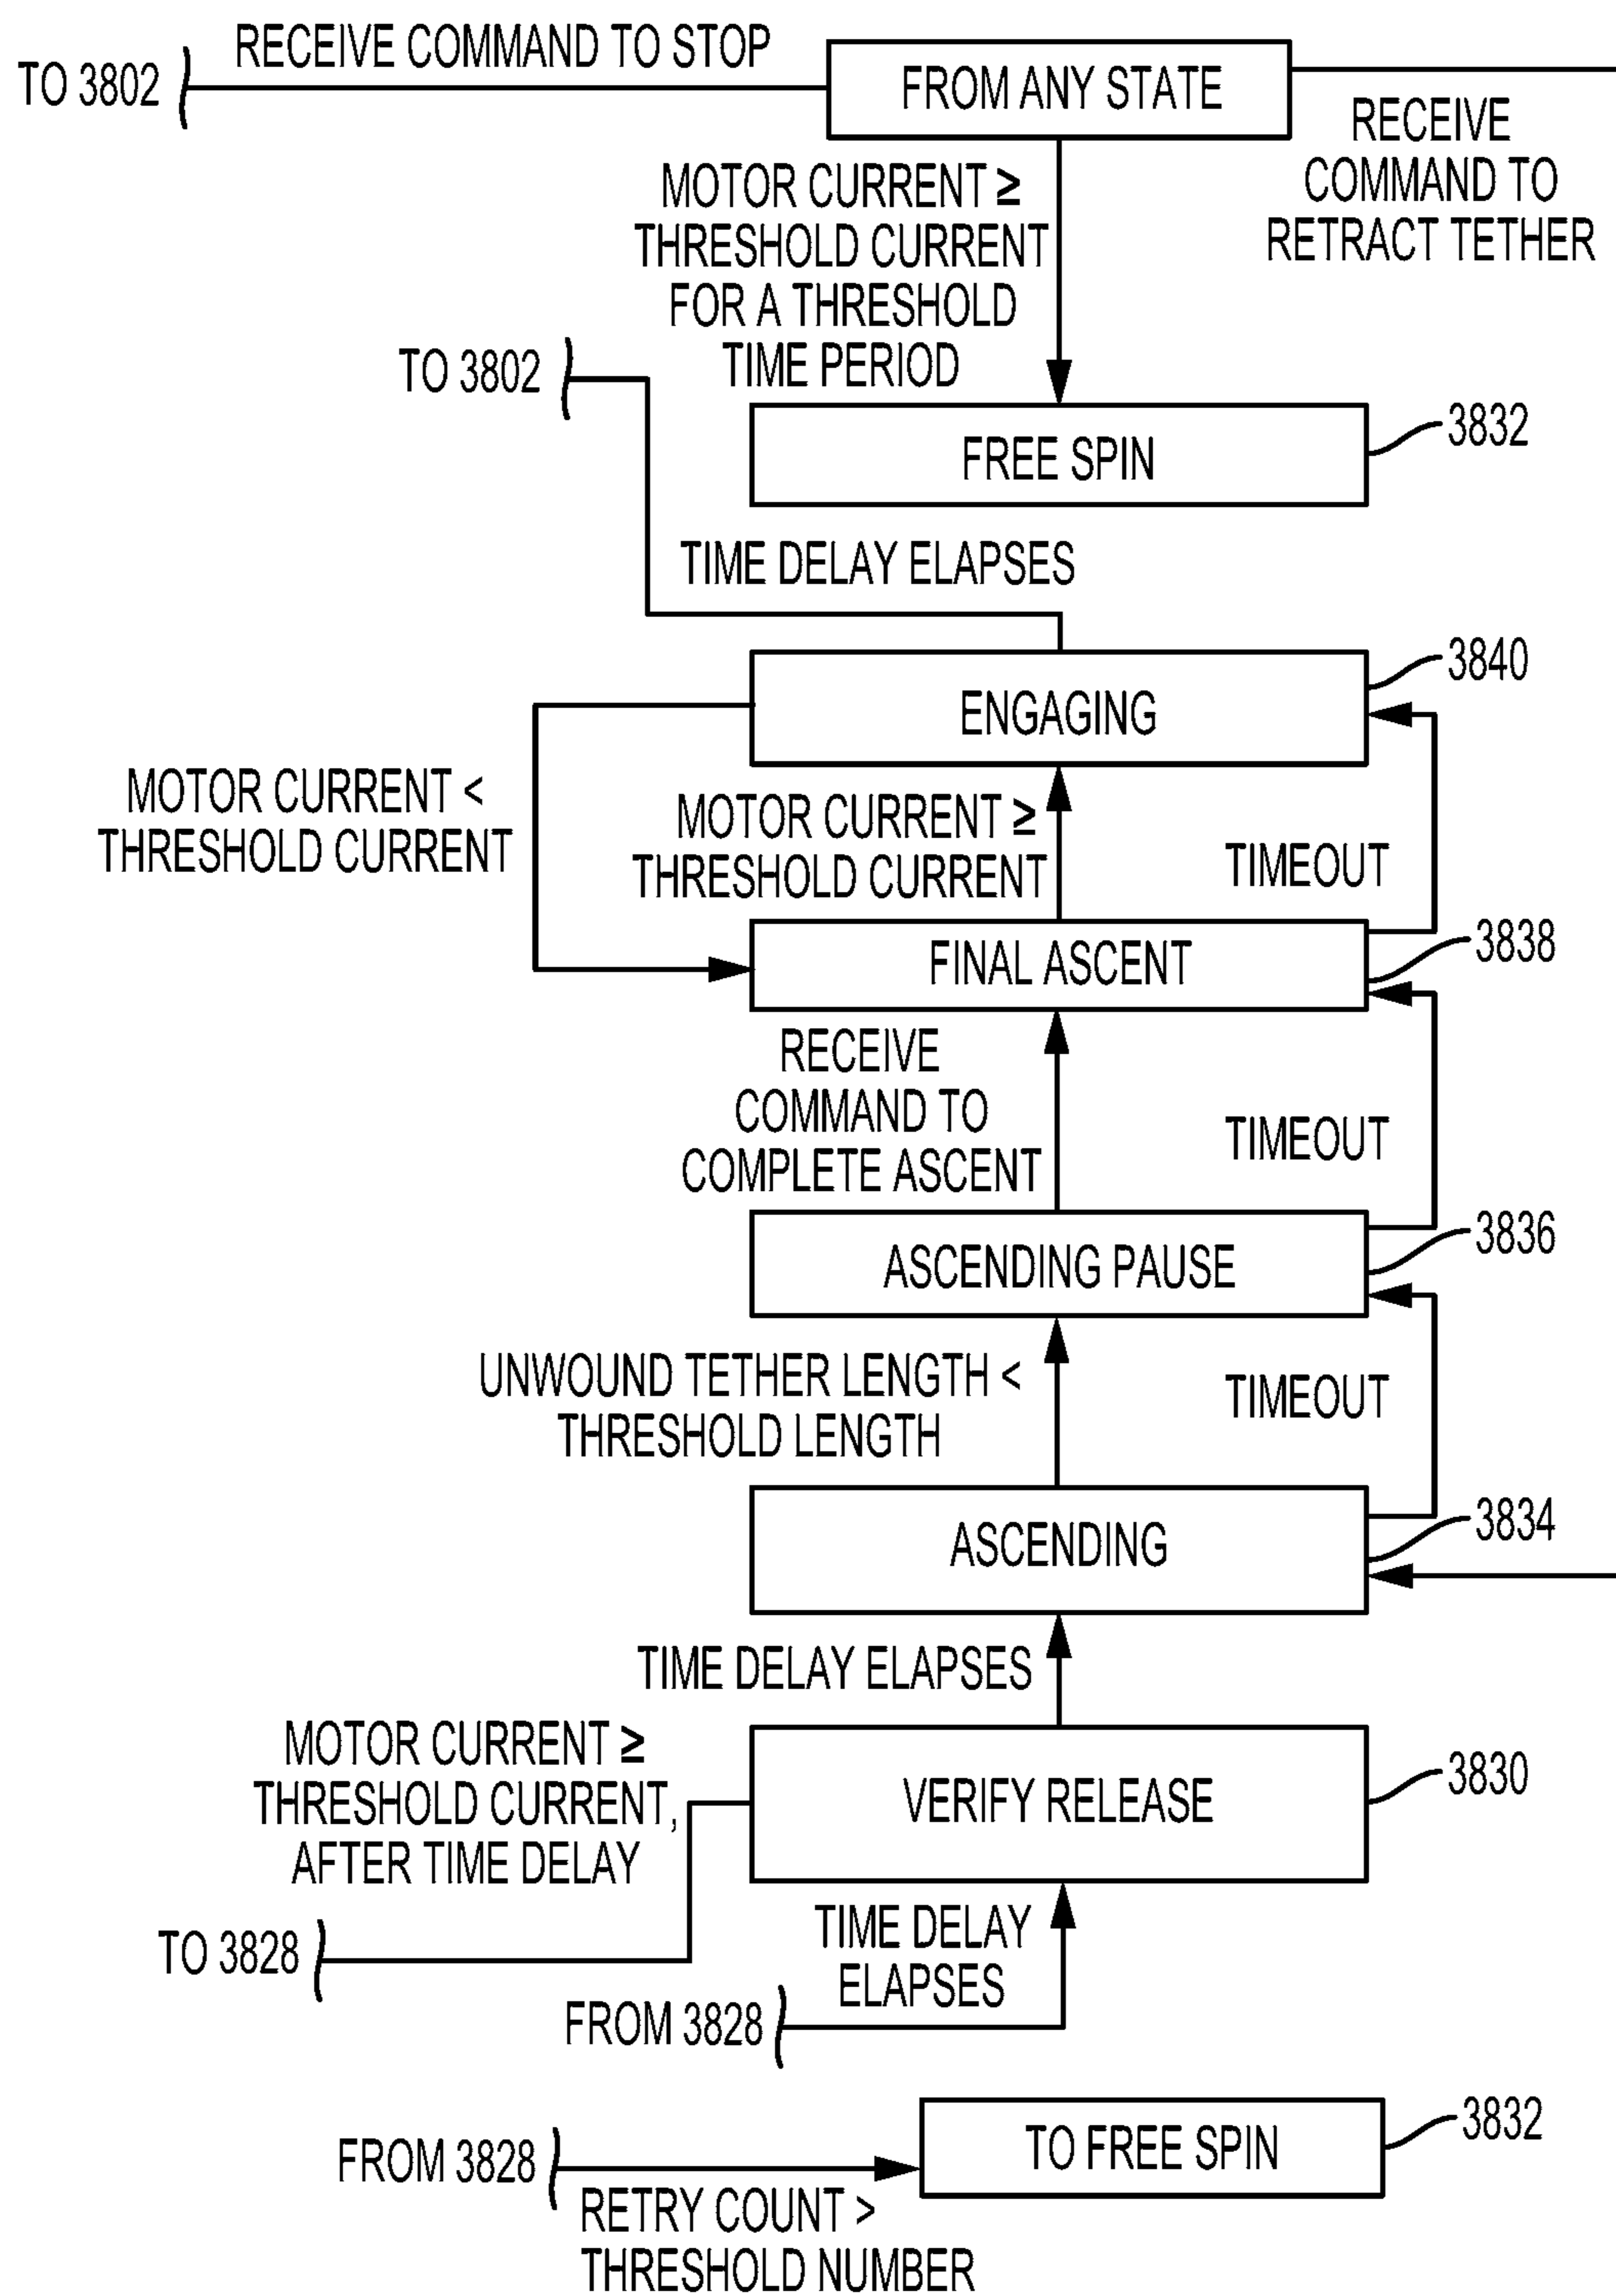 RECEIVE COMMAND TO STOP
TO 3802
FROM ANY STATE
RECEIVE
COMMAND TO
RETRACT TETHER
MOTOR CURRENT ≥
THRESHOLD CURRENT
FOR A THRESHOLD
TIME PERIOD
TO 3802
FREE SPIN
3832
TIME DELAY ELAPSES
ENGAGING
3840
MOTOR CURRENT <
THRESHOLD CURRENT
MOTOR CURRENT ≥
THRESHOLD CURRENT
TIMEOUT
FINAL ASCENT
3838
RECEIVE
COMMAND TO
COMPLETE ASCENT
TIMEOUT
ASCENDING PAUSE
3836
UNWOUND TETHER LENGTH <
THRESHOLD LENGTH
TIMEOUT
ASCENDING
3834
TIME DELAY ELAPSES
MOTOR CURRENT ≥
THRESHOLD CURRENT,
AFTER TIME DELAY
VERIFY RELEASE
3830
TO 3828
TIME DELAY
ELAPSES
FROM 3828
TO FREE SPIN
3832
FROM 3828
RETRY COUNT >
THRESHOLD NUMBER